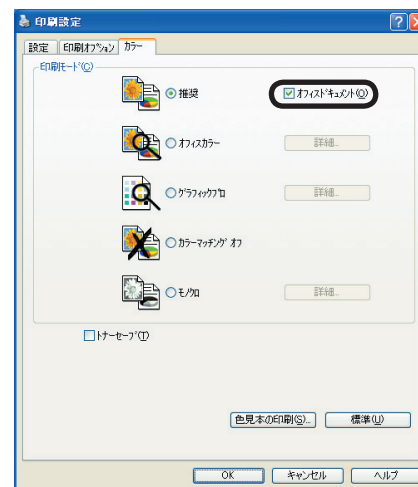 印刷設定
設定 印刷オプション カラー
印刷モード(C)
推奨 オフィスドキュメント(O)
オフィスカラー 詳細...
グラフィックプロ 詳細...
カラーマッチング オフ
モノクロ 詳細...
トナーセーブ(T)
色見本の印刷(S)... 標準(U)
OK キャンセル ヘルプ